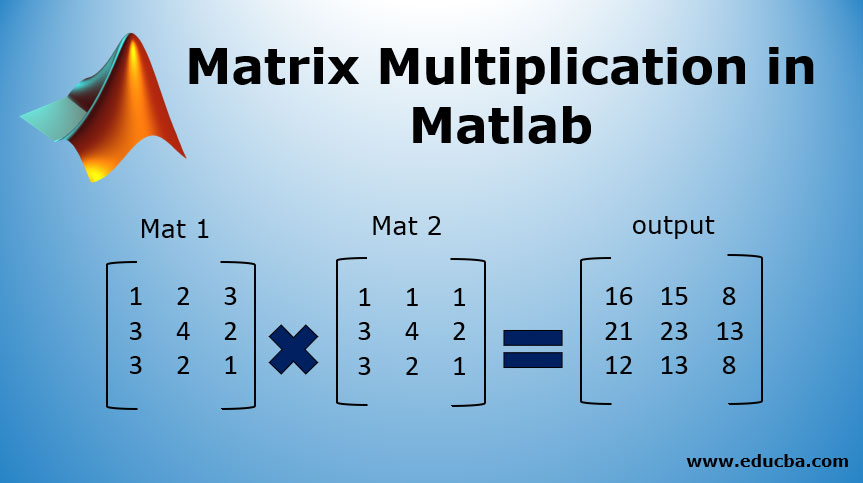 Matrix Multiplication in
Matlab
Mat 1
Mat 2
output
1 2 3
3 4 2
3 2 1
1 1 1
3 4 2
3 2 1
16 15 8
21 23 13
12 13 8
www.educba.com